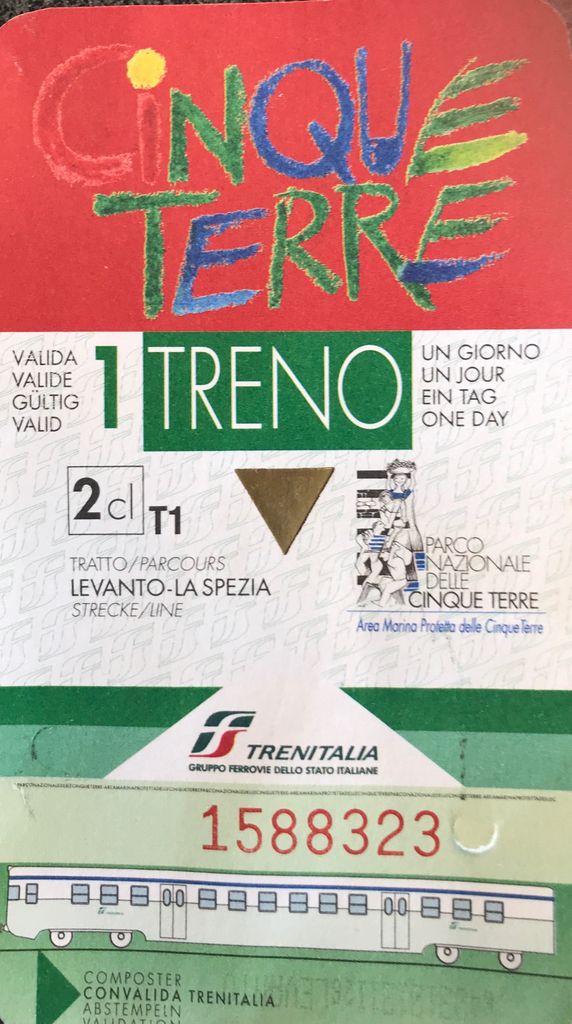 CiNQUE
TERRE
VALIDA
VALIDE
GÜLTIG
VALID
1 TRENO
UN GIORNO
UN JOUR
EIN TAG
ONE DAY
2cl T1
TRATTO/PARCOURS
LEVANTO-LA SPEZIA
STRECKE/LINE
PARCO
NAZIONALE
DELLE
CINQUE TERRE
Area Marina Protetta delle Cinque Terre
TRENITALIA
GRUPPO FERROVIE DELLO STATO ITALIANE
1588323
COMPOSTER
CONVALIDA TRENITALIA
ABSTEMPELN
VALIDATION